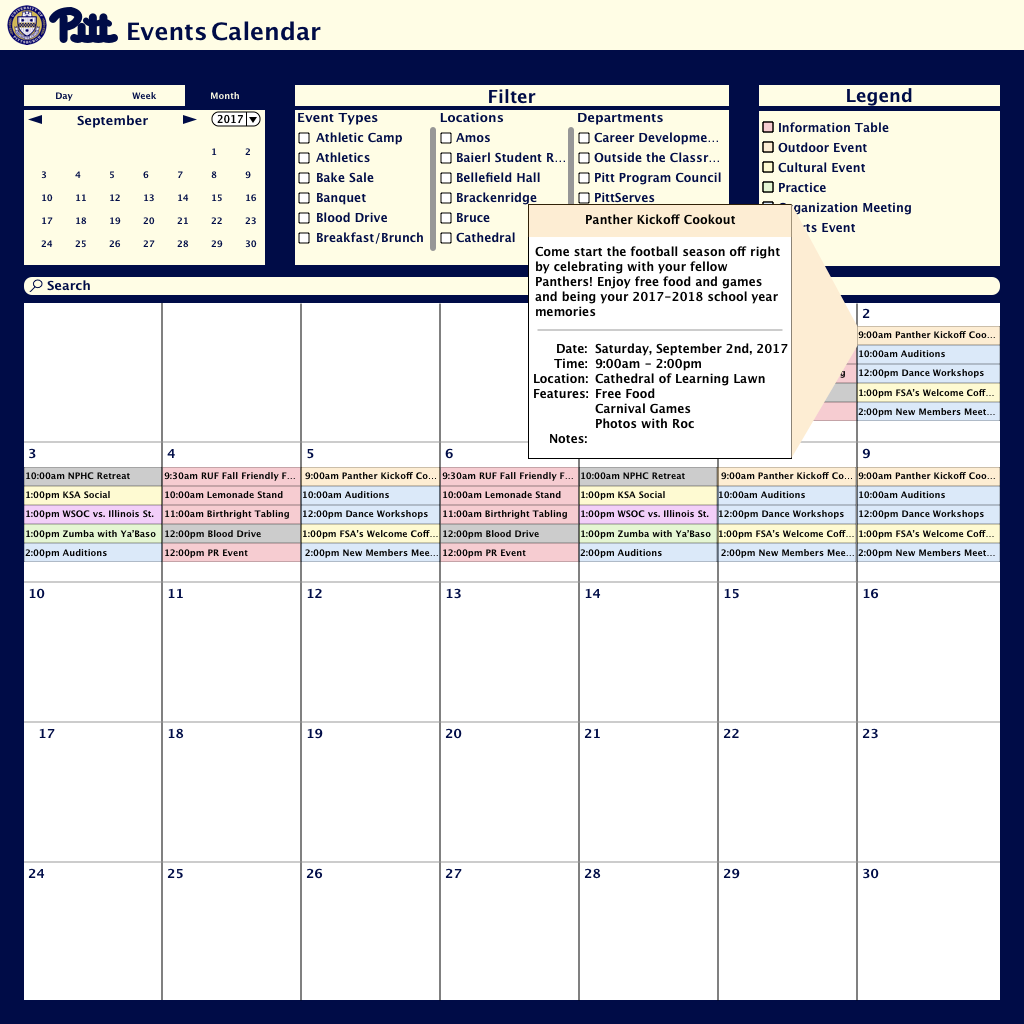 Pitt Events Calendar
Day Week Month
September 2017
1 2
3 4 5 6 7 8 9
10 11 12 13 14 15 16
17 18 19 20 21 22 23
24 25 26 27 28 29 30
Filter
Event Types
Athletic Camp
Athletics
Bake Sale
Banquet
Blood Drive
Breakfast/Brunch
Locations
Amos
Baierl Student R...
Bellefield Hall
Brackenridge
Bruce
Cathedral
Departments
Career Developme...
Outside the Classr...
Pitt Program Council
PittServes
Legend
Information Table
Outdoor Event
Cultural Event
Practice
Organization Meeting
rts Event
Search
Panther Kickoff Cookout
Come start the football season off right
by celebrating with your fellow
Panthers! Enjoy free food and games
and being your 2017-2018 school year
memories
Date: Saturday, September 2nd, 2017
Time: 9:00am - 2:00pm
Location: Cathedral of Learning Lawn
Features: Free Food
Carnival Games
Photos with Roc
Notes:
2
9:00am Panther Kickoff Coo...
10:00am Auditions
12:00pm Dance Workshops
1:00pm FSA's Welcome Coff...
2:00pm New Members Meet...
3
10:00am NPHC Retreat
1:00pm KSA Social
1:00pm WSOC vs. Illinois St.
1:00pm Zumba with Ya'Baso
2:00pm Auditions
4
9:30am RUF Fall Friendly F...
10:00am Lemonade Stand
11:00am Birthright Tabling
12:00pm Blood Drive
12:00pm PR Event
5
9:00am Panther Kickoff Co...
10:00am Auditions
12:00pm Dance Workshops
1:00pm FSA's Welcome Coff...
2:00pm New Members Mee...
6
9:30am RUF Fall Friendly F...
10:00am Lemonade Stand
11:00am Birthright Tabling
12:00pm Blood Drive
12:00pm PR Event
10:00am NPHC Retreat
1:00pm KSA Social
1:00pm WSOC vs. Illinois St.
1:00pm Zumba with Ya'Baso
2:00pm Auditions
9:00am Panther Kickoff Co...
10:00am Auditions
12:00pm Dance Workshops
1:00pm FSA's Welcome Coff...
2:00pm New Members Mee...
9
9:00am Panther Kickoff Coo...
10:00am Auditions
12:00pm Dance Workshops
1:00pm FSA's Welcome Coff...
2:00pm New Members Meet...
10 11 12 13 14 15 16
17 18 19 20 21 22 23
24 25 26 27 28 29 30